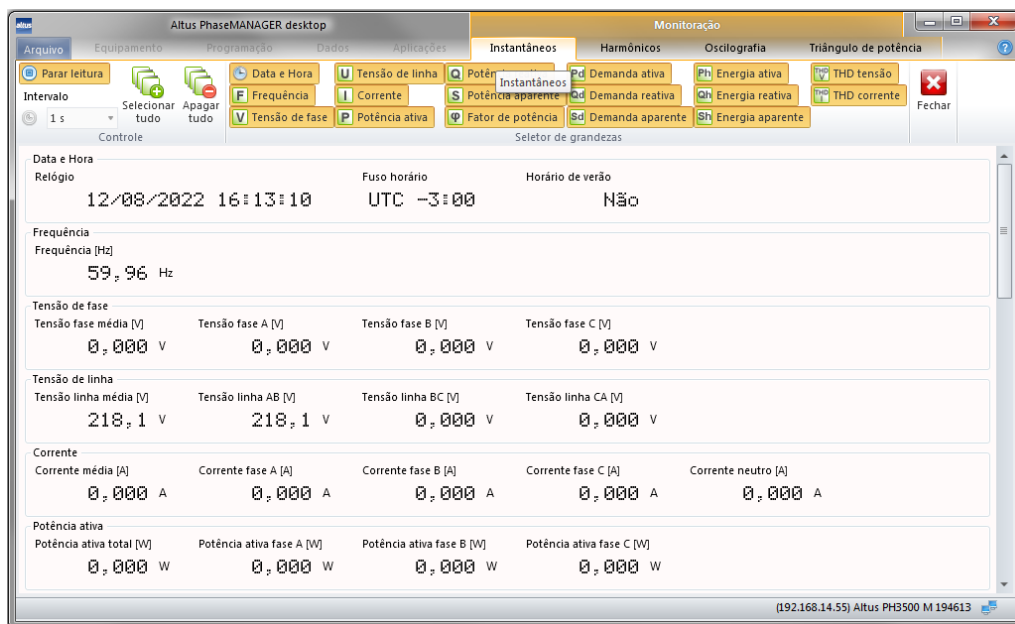 altus
Altus PhaseMANAGER desktop
Monitoração
Arquivo Equipamento Programação Dados Aplicações Instantâneos Harmônicos Oscilografia Triângulo de potência
Parar leitura
Intervalo
1 s
Selecionar tudo
Apagar tudo
Controle
Data e Hora
F Frequência
V Tensão de fase
U Tensão de linha
I Corrente
P Potência ativa
Q
Instantâneos
S Potência aparente
φ Fator de potência
Pd Demanda ativa
Qd Demanda reativa
Sd Demanda aparente
Ph Energia ativa
Qh Energia reativa
Sh Energia aparente
THD THD tensão
THD THD corrente
Seletor de grandezas
Fechar
Data e Hora
Relógio Fuso horário Horário de verão
12/08/2022 16:13:10 UTC -3:00 Não
Frequência
Frequência [Hz]
59,96 Hz
Tensão de fase
Tensão fase média [V] Tensão fase A [V] Tensão fase B [V] Tensão fase C [V]
0,000 V 0,000 V 0,000 V 0,000 V
Tensão de linha
Tensão linha média [V] Tensão linha AB [V] Tensão linha BC [V] Tensão linha CA [V]
218,1 V 218,1 V 0,000 V 0,000 V
Corrente
Corrente média [A] Corrente fase A [A] Corrente fase B [A] Corrente fase C [A] Corrente neutro [A]
0,000 A 0,000 A 0,000 A 0,000 A 0,000 A
Potência ativa
Potência ativa total [W] Potência ativa fase A [W] Potência ativa fase B [W] Potência ativa fase C [W]
0,000 W 0,000 W 0,000 W 0,000 W
(192.168.14.55) Altus PH3500 M 194613